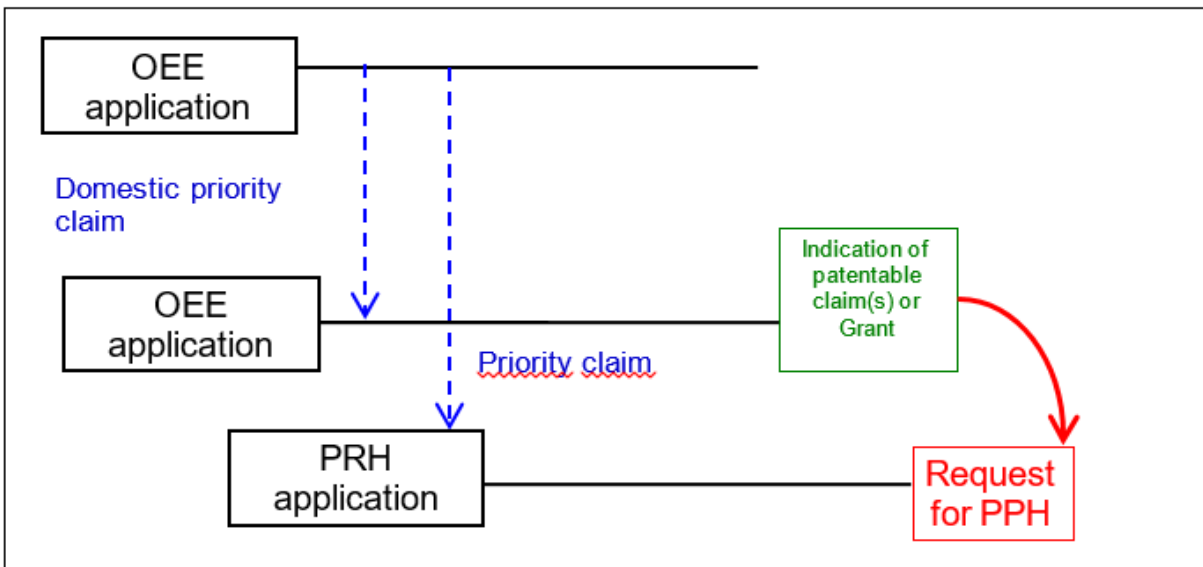 OEE
application
Domestic priority
claim
OEE
application
Indication of
patentable
claim(s) or
Grant
Priority claim
PRH
application
Request
for PPH